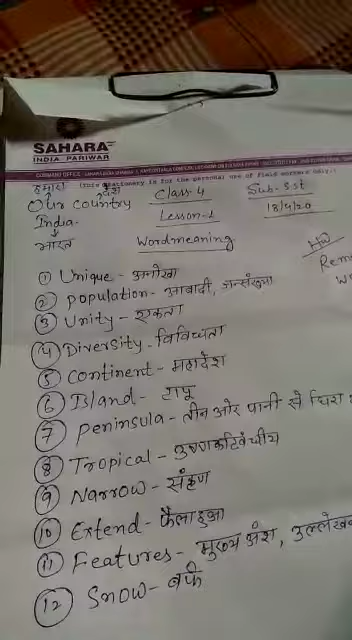 SAHARA
INDIA PARIWAR
हमारा देश
Our country
India-
भारत
Class-4
Lesson-1
Wordmeaning
Sub-S.St
18/4/20
HW
① Unique - अनोखा
② Population - आबादी, जनसंख्या
③ Unity - एकता
④ Diversity - विविधता
⑤ Continent - महादेश
⑥ Island - टापू
⑦ Peninsula - तीन ओर पानी से घिरा
⑧ Tropical - उष्णकटिबंधीय
⑨ Narrow - संकीर्ण
⑩ Extend - फैला हुआ
⑪ Features - मुख्य अंश,
⑫ Snow - बर्फ